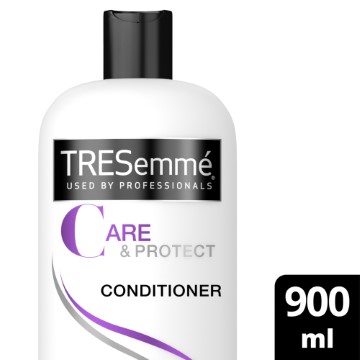 TRESemmé
USED BY PROFESSIONALS
CARE
& PROTECT
CONDITIONER
900
ml